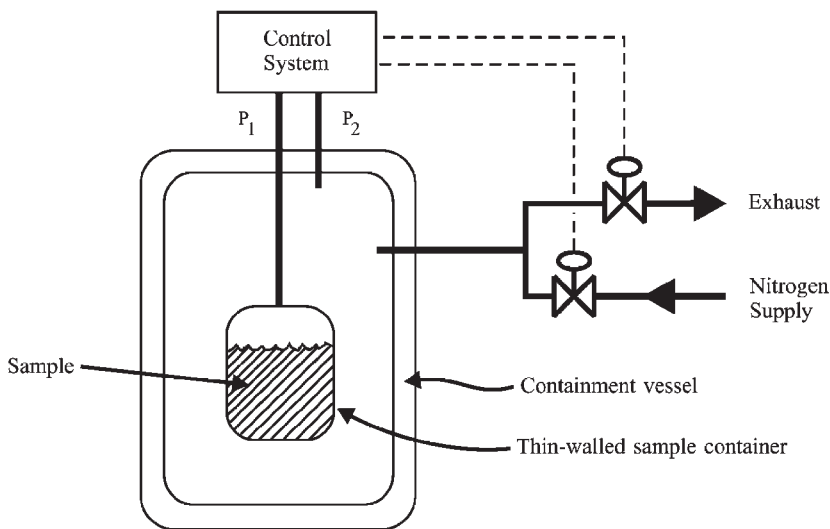 Control
System
P1
P2
Exhaust
Nitrogen
Supply
Sample
Containment vessel
Thin-walled sample container